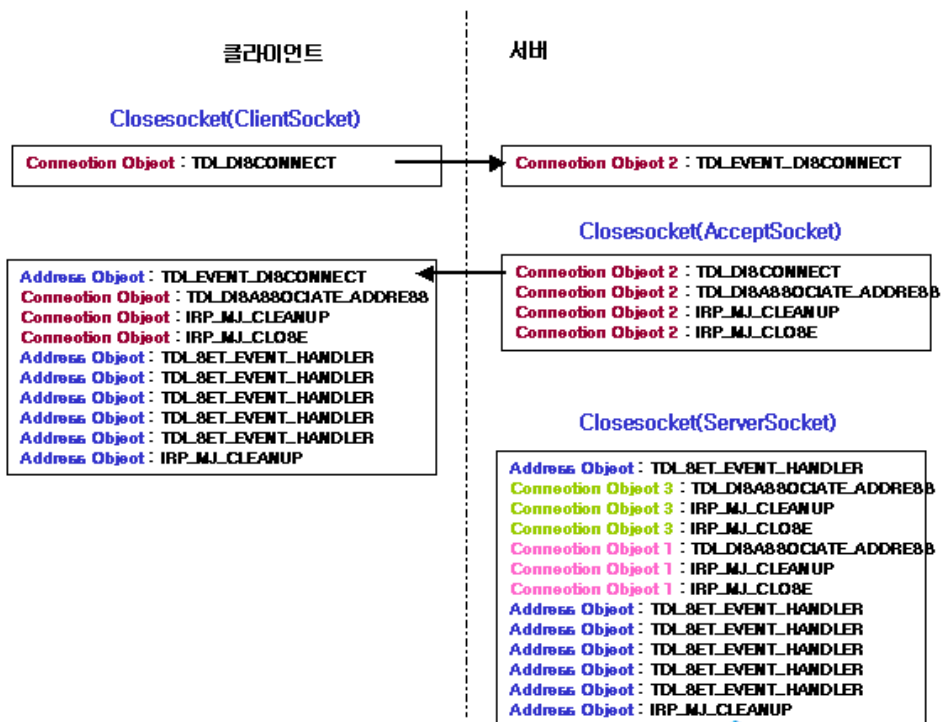 클라이언트
서버
Closesocket(ClientSocket)
Connection Object : TDI_DISCONNECT
Connection Object 2 : TDI_EVENT_DISCONNECT
Closesocket(AcceptSocket)
Connection Object 2 : TDI_DISCONNECT
Connection Object 2 : TDI_DISASSOCIATE_ADDRESS
Connection Object 2 : IRP_MJ_CLEANUP
Connection Object 2 : IRP_MJ_CLOSE
Address Object : TDI_EVENT_DISCONNECT
Connection Object : TDI_DISASSOCIATE_ADDRESS
Connection Object : IRP_MJ_CLEANUP
Connection Object : IRP_MJ_CLOSE
Address Object : TDI_SET_EVENT_HANDLER
Address Object : TDI_SET_EVENT_HANDLER
Address Object : TDI_SET_EVENT_HANDLER
Address Object : TDI_SET_EVENT_HANDLER
Address Object : TDI_SET_EVENT_HANDLER
Address Object : IRP_MJ_CLEANUP
Closesocket(ServerSocket)
Address Object : TDI_SET_EVENT_HANDLER
Connection Object 3 : TDI_DISASSOCIATE_ADDRESS
Connection Object 3 : IRP_MJ_CLEANUP
Connection Object 3 : IRP_MJ_CLOSE
Connection Object 1 : TDI_DISASSOCIATE_ADDRESS
Connection Object 1 : IRP_MJ_CLEANUP
Connection Object 1 : IRP_MJ_CLOSE
Address Object : TDI_SET_EVENT_HANDLER
Address Object : TDI_SET_EVENT_HANDLER
Address Object : TDI_SET_EVENT_HANDLER
Address Object : TDI_SET_EVENT_HANDLER
Address Object : TDI_SET_EVENT_HANDLER
Address Object : IRP_MJ_CLEANUP